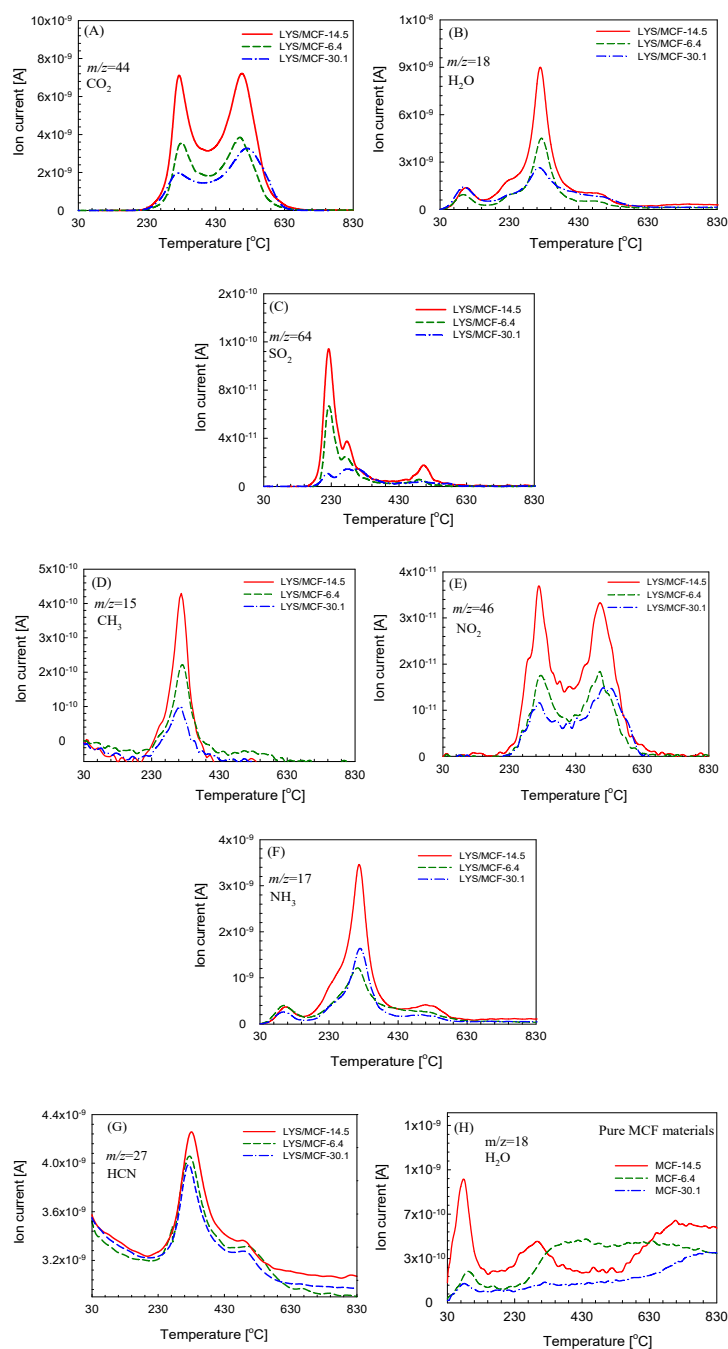 (A)
m/z=44
CO2
LYS/MCF-14.5
LYS/MCF-6.4
LYS/MCF-30.1
Ion current [A]
10x10-9
8x10-9
6x10-9
4x10-9
2x10-9
0
30 230 430 630 830
Temperature [oC]
(B)
m/z=18
H2O
LYS/MCF-14.5
LYS/MCF-6.4
LYS/MCF-30.1
Ion current [A]
1x10-8
9x10-9
6x10-9
3x10-9
0
30 230 430 630 830
Temperature [oC]
(C)
m/z=64
SO2
LYS/MCF-14.5
LYS/MCF-6.4
LYS/MCF-30.1
Ion current [A]
2x10-10
1x10-10
8x10-11
4x10-11
0
30 230 430 630 830
Temperature [oC]
(D)
m/z=15
CH3
LYS/MCF-14.5
LYS/MCF-6.4
LYS/MCF-30.1
Ion current [A]
5x10-10
4x10-10
3x10-10
2x10-10
10-10
0
30 230 430 630 830
Temperature [oC]
(E)
m/z=46
NO2
LYS/MCF-14.5
LYS/MCF-6.4
LYS/MCF-30.1
Ion current [A]
4x10-11
3x10-11
2x10-11
10-11
0
30 230 430 630 830
Temperature [oC]
(F)
m/z=17
NH3
LYS/MCF-14.5
LYS/MCF-6.4
LYS/MCF-30.1
Ion current [A]
4x10-9
3x10-9
2x10-9
1x10-9
0
30 230 430 630 830
Temperature [oC]
(G)
m/z=27
HCN
LYS/MCF-14.5
LYS/MCF-6.4
LYS/MCF-30.1
Ion current [A]
4.4x10-9
4.0x10-9
3.6x10-9
3.2x10-9
30 230 430 630 830
Temperature [oC]
(H)
m/z=18
H2O
Pure MCF materials
MCF-14.5
MCF-6.4
MCF-30.1
Ion current [A]
1x10-9
1x10-9
7x10-10
3x10-10
0
30 230 430 630 830
Temperature [oC]